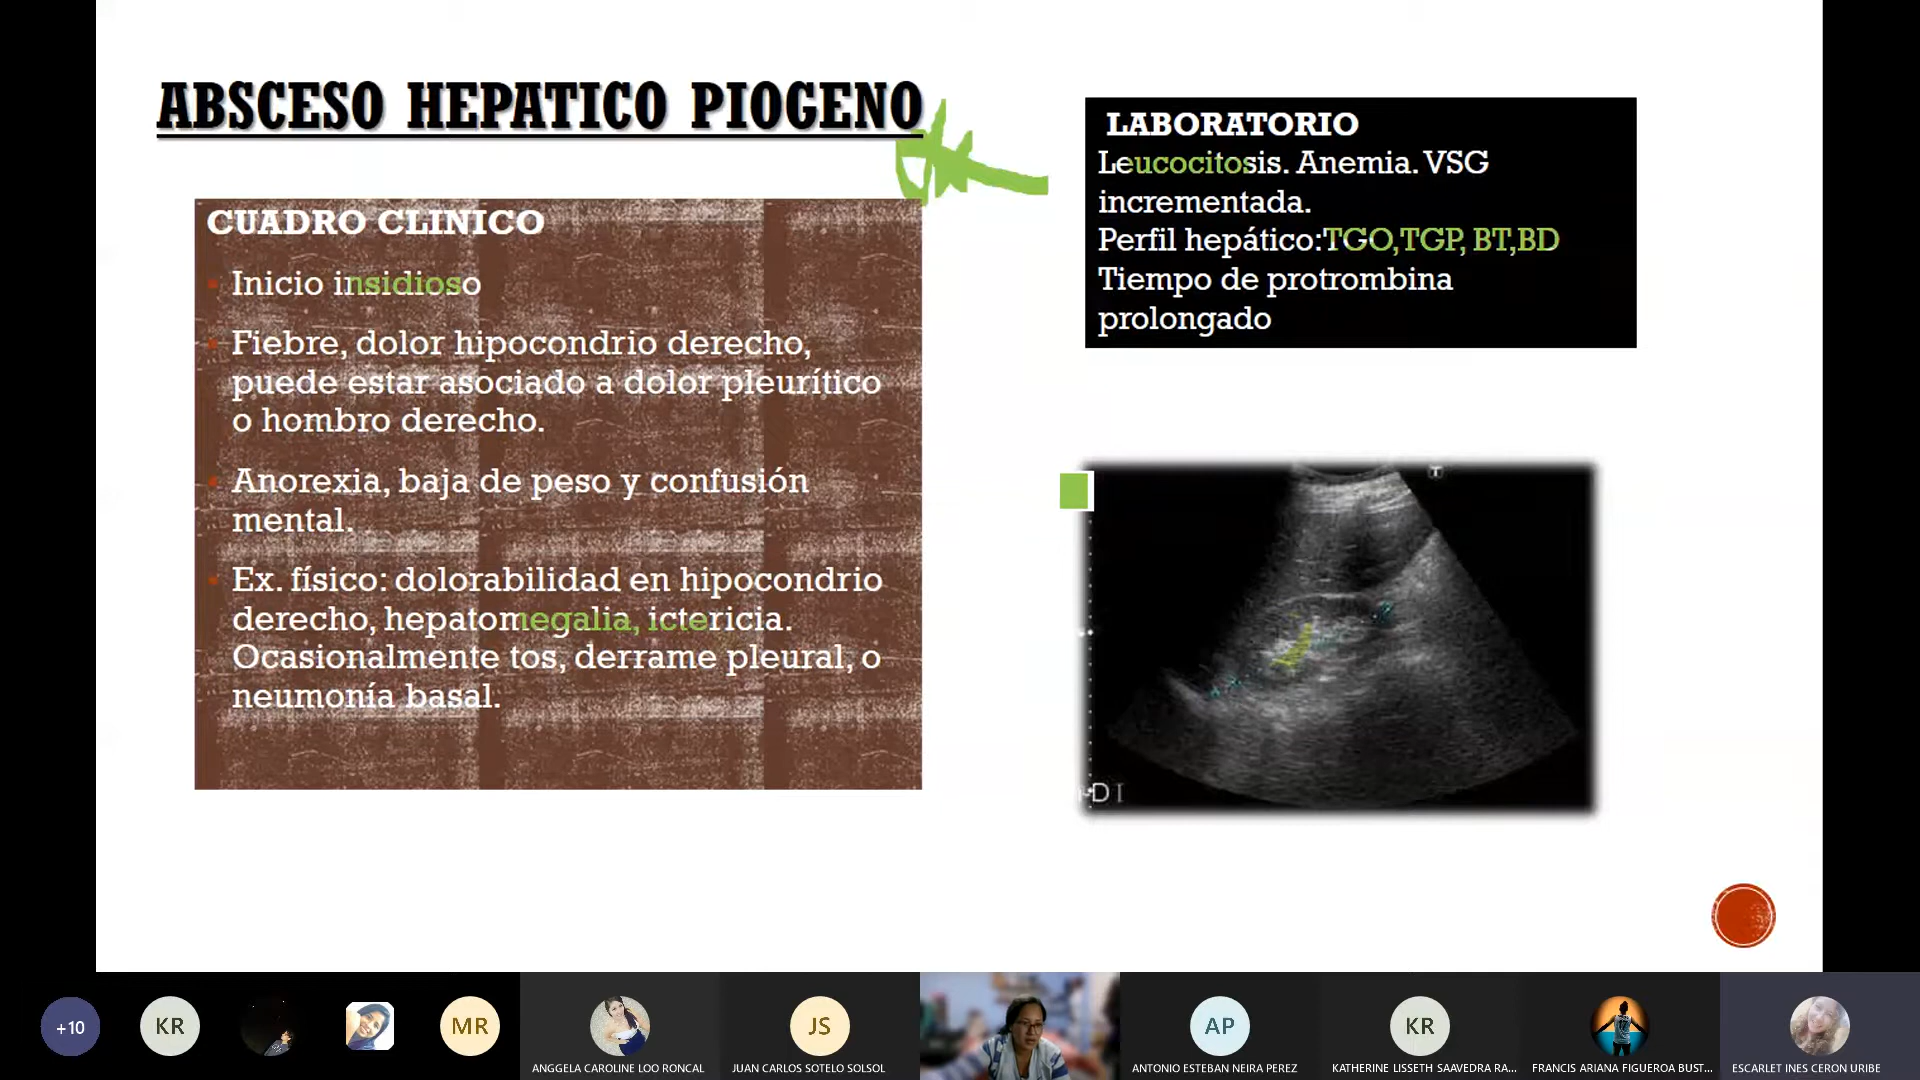 ABSCESO HEPATICO PIOGENO
CUADRO CLINICO
Inicio insidioso
Fiebre, dolor hipocondrio derecho,
puede estar asociado a dolor pleurítico
o hombro derecho.
Anorexia, baja de peso y confusión
mental.
Ex. físico: dolorabilidad en hipocondrio
derecho, hepatomegalia, ictericia.
Ocasionalmente tos, derrame pleural, o
neumonía basal.
LABORATORIO
Leucocitosis. Anemia. VSG
incrementada.
Perfil hepático:TGO,TGP, BT,BD
Tiempo de protrombina
prolongado
+10
KR
MR
ANGGELA CAROLINE LOO RONCAL
JS
JUAN CARLOS SOTELO SOLSOL
AP
ANTONIO ESTEBAN NEIRA PEREZ
KR
KATHERINE LISSETH SAAVEDRA RA...
FRANCIS ARIANA FIGUEROA BUST...
ESCARLET INES CERON URIBE